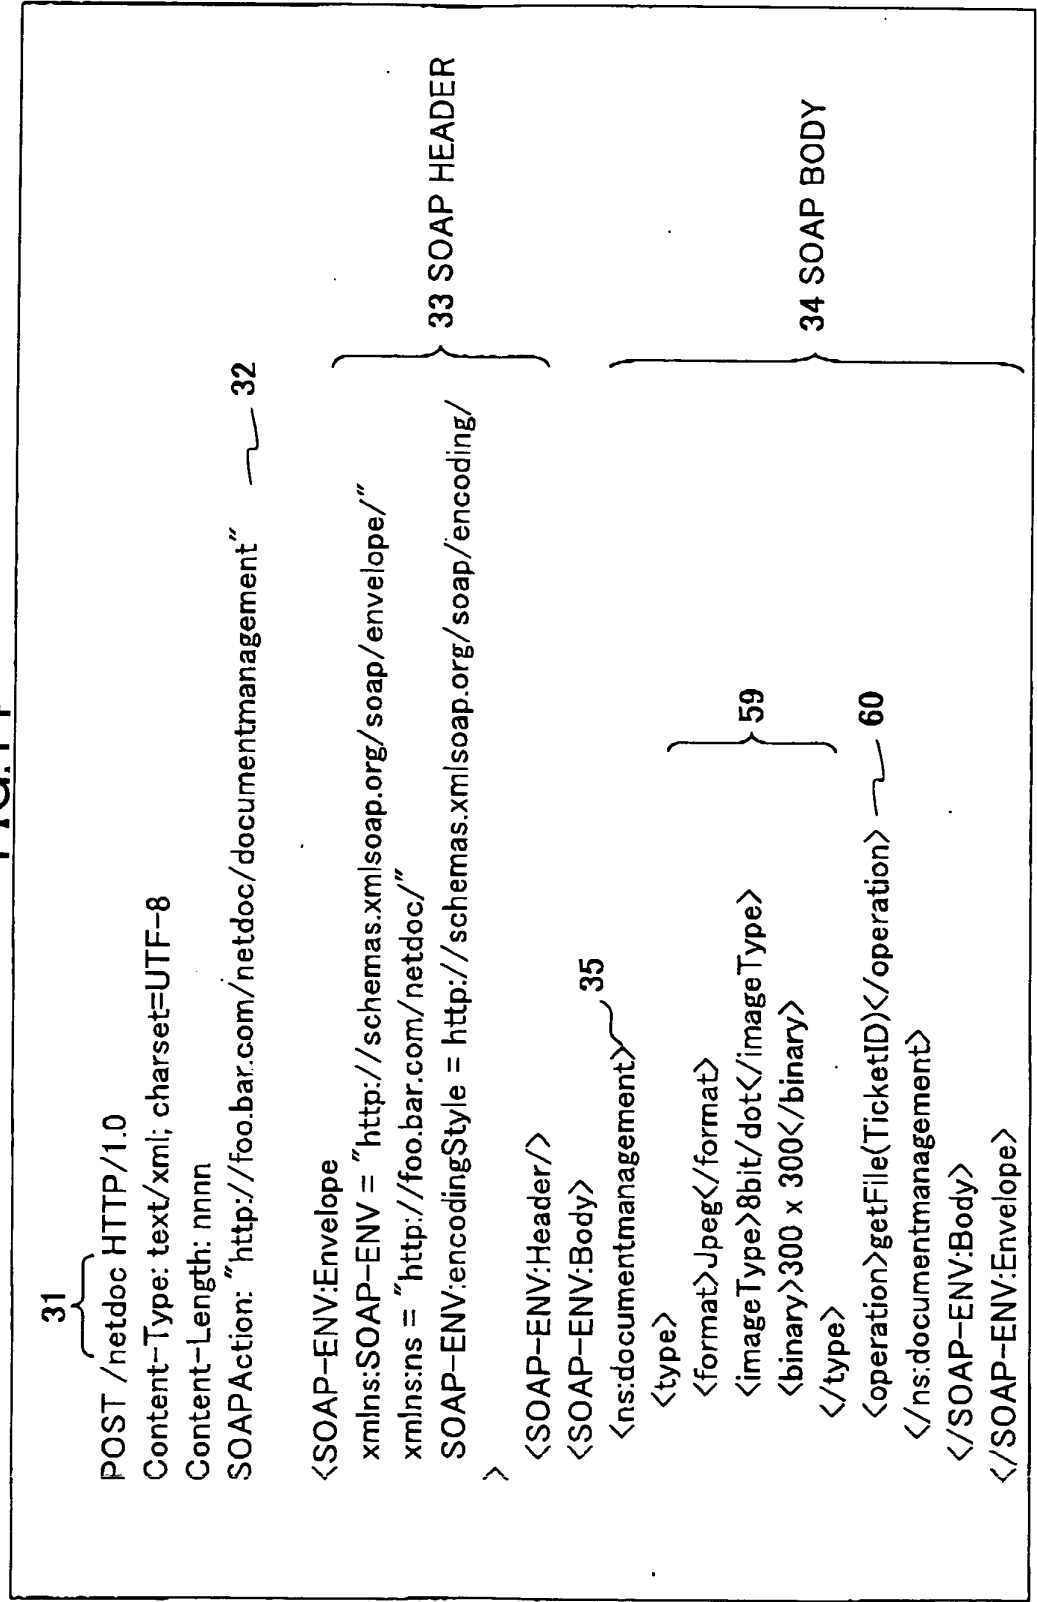 31
POST /netdoc HTTP/1.0
Content-Type: text/xml; charset=UTF-8
Content-Length: nnnn
SOAPAction: "http://foo.bar.com/netdoc/documentmanagement" 32
<SOAP-ENV:Envelope
xmlns:SOAP-ENV = "http://schemas.xmlsoap.org/soap/envelope/"
xmlns:ns = "http://foo.bar.com/netdoc/"
SOAP-ENV:encodingStyle = http://schemas.xmlsoap.org/soap/encoding/
>
33 SOAP HEADER
<SOAP-ENV:Header/>
<SOAP-ENV:Body>
<ns:documentmanagement> 35
<type>
<format>Jpeg</format>
<imageType>8bit/dot</imageType>
<binary>300 x 300</binary>
</type>
59
<operation>getFile(TicketID)</operation> 60
</ns:documentmanagement>
</SOAP-ENV:Body>
</SOAP-ENV:Envelope>
34 SOAP BODY